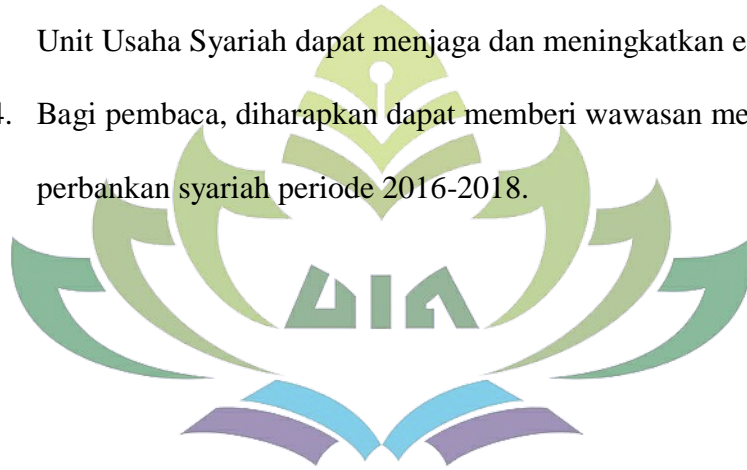 Unit Usaha Syariah dapat menjaga dan meningkatkan e
4. Bagi pembaca, diharapkan dapat memberi wawasan me
perbankan syariah periode 2016-2018.
UIN